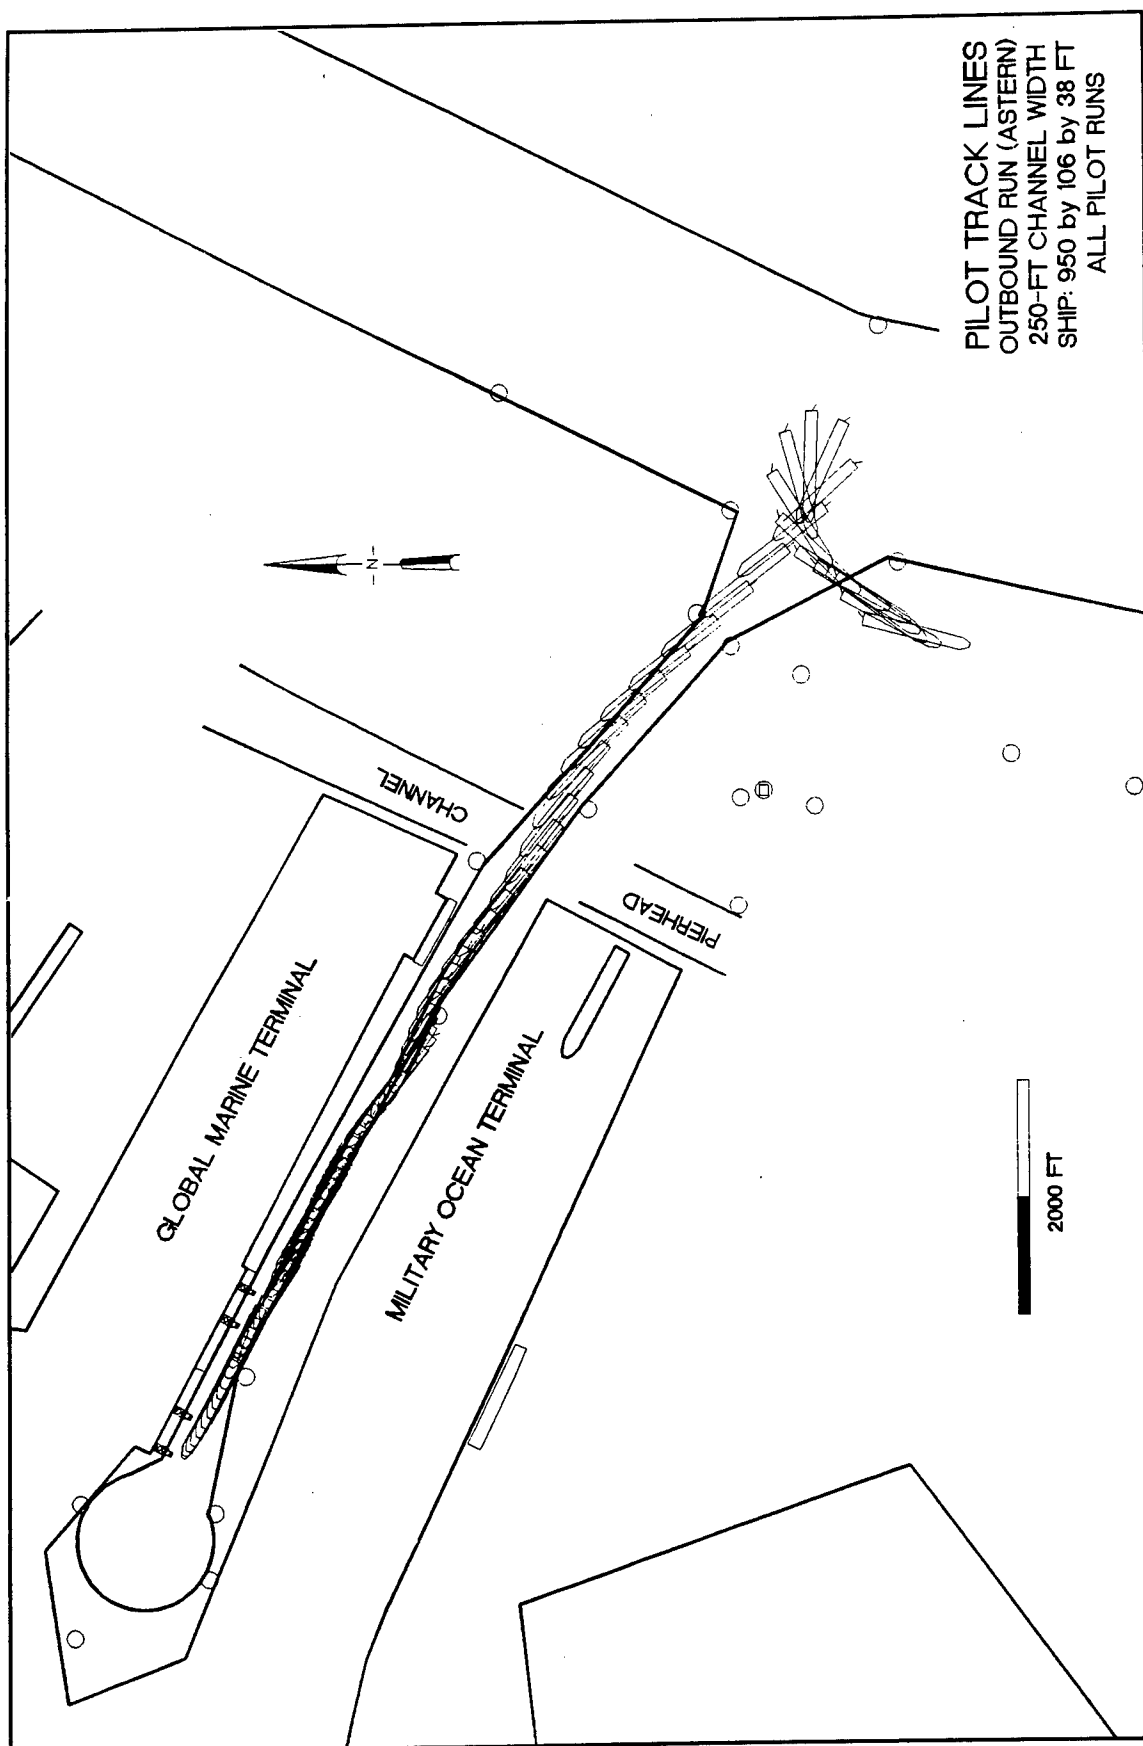 PILOT TRACK LINES
OUTBOUND RUN (ASTERN)
250-FT CHANNEL WIDTH
SHIP: 950 by 106 by 38 FT
ALL PILOT RUNS
-N-
CHANNEL
GLOBAL MARINE TERMINAL
PIERHEAD
MILITARY OCEAN TERMINAL
2000 FT